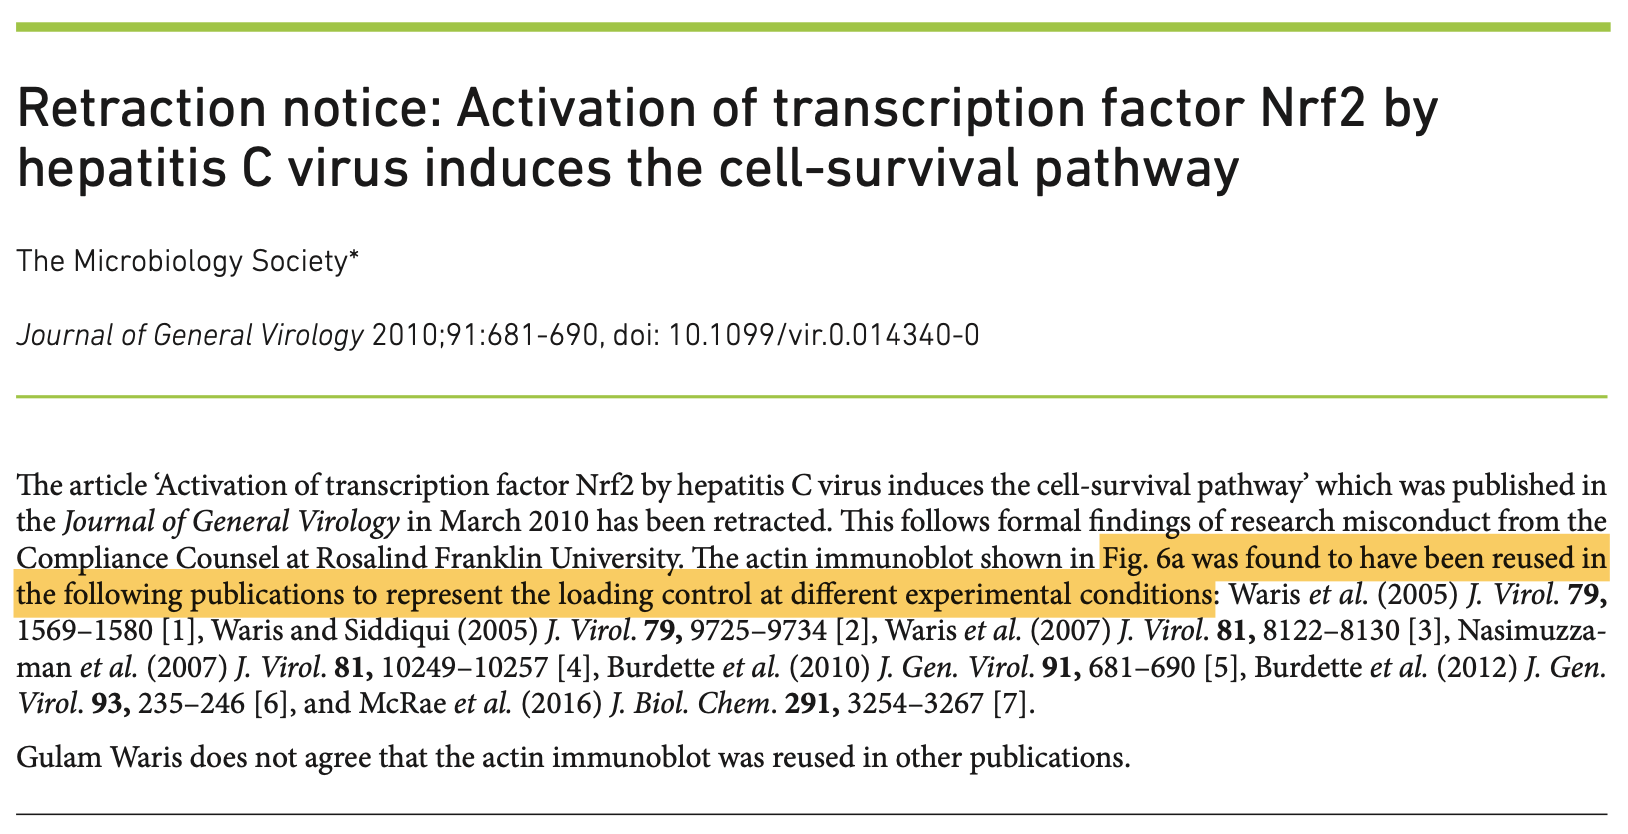 Retraction notice: Activation of transcription factor Nrf2 by
hepatitis C virus induces the cell-survival pathway
The Microbiology Society*
Journal of General Virology 2010;91:681-690, doi: 10.1099/vir.0.014340-0
The article ‘Activation of transcription factor Nrf2 by hepatitis C virus induces the cell-survival pathway’ which was published in
the Journal of General Virology in March 2010 has been retracted. This follows formal findings of research misconduct from the
Compliance Counsel at Rosalind Franklin University. The actin immunoblot shown in Fig. 6a was found to have been reused in
the following publications to represent the loading control at different experimental conditions: Waris et al. (2005) J. Virol. 79,
1569–1580 [1], Waris and Siddiqui (2005) J. Virol. 79, 9725–9734 [2], Waris et al. (2007) J. Virol. 81, 8122–8130 [3], Nasimuzza-
man et al. (2007) J. Virol. 81, 10249–10257 [4], Burdette et al. (2010) J. Gen. Virol. 91, 681–690 [5], Burdette et al. (2012) J. Gen.
Virol. 93, 235–246 [6], and McRae et al. (2016) J. Biol. Chem. 291, 3254–3267 [7].
Gulam Waris does not agree that the actin immunoblot was reused in other publications.